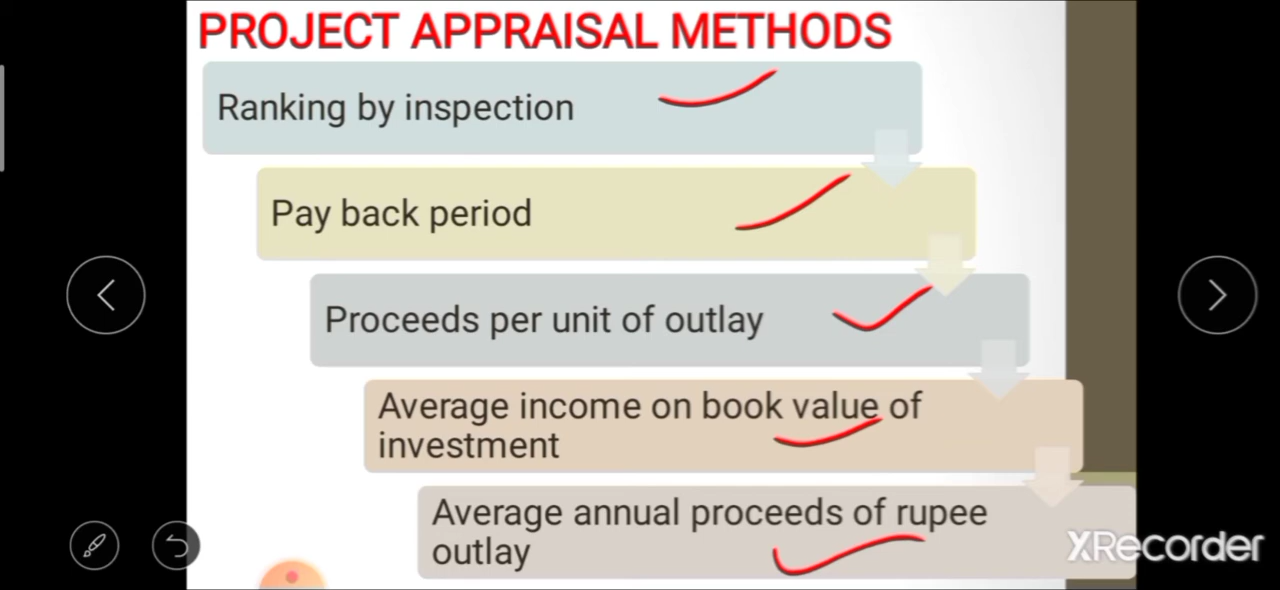 PROJECT APPRAISAL METHODS
Ranking by inspection
Pay back period
Proceeds per unit of outlay
Average income on book value of
investment
Average annual proceeds of rupee
outlay
XRecorder